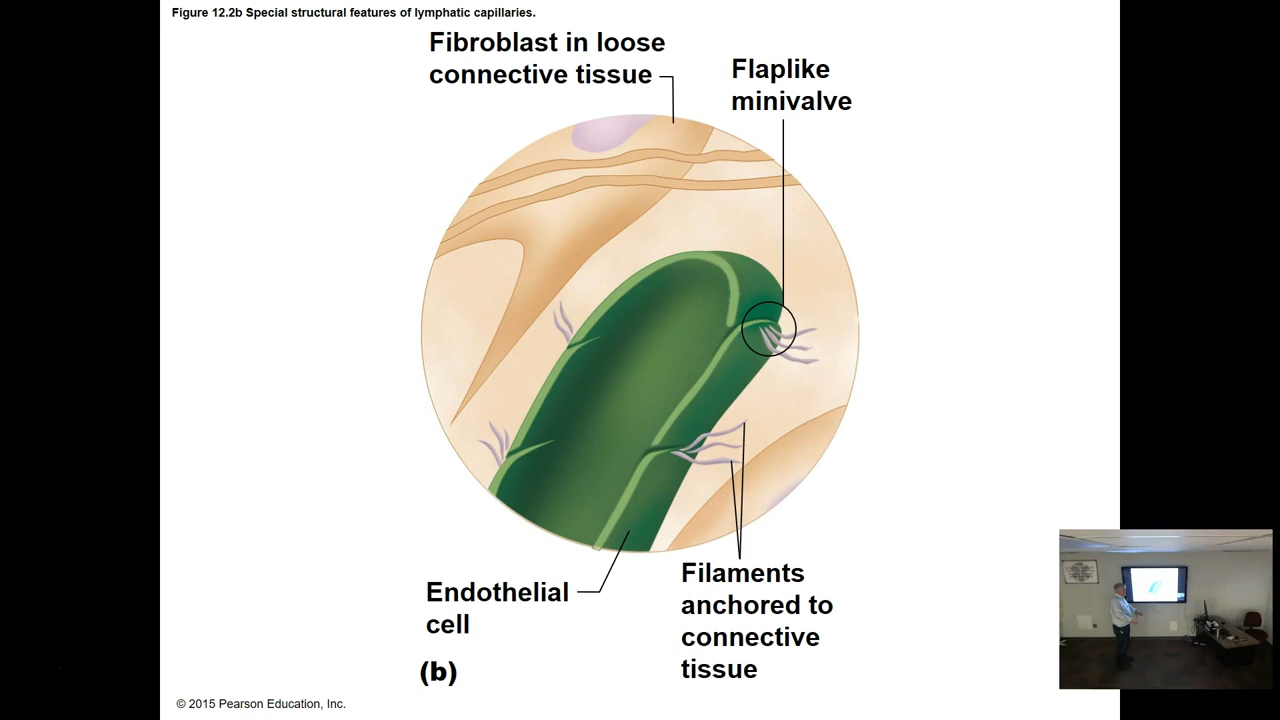 Figure 12.2b Special structural features of lymphatic capillaries.
Fibroblast in loose
connective tissue
Flaplike
minivalve
Endothelial
cell
Filaments
anchored to
connective
tissue
(b)
© 2015 Pearson Education, Inc.